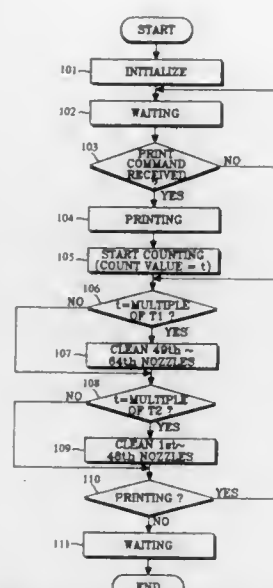 START
101 INITIALIZE
102 WAITING
103
PRINT
COMMAND
RECEIVED
?
NO
YES
104 PRINTING
105 START COUNTING
(COUNT VALUE = t)
106
NO
t=MULTIPLE
OF T1 ?
YES
107 CLEAN 49th ~
64th NOZZLES
108
NO
t=MULTIPLE
OF T2 ?
YES
109 CLEAN 1st~
48th NOZZLES
110
PRINTING ?
YES
NO
111 WAITING
END